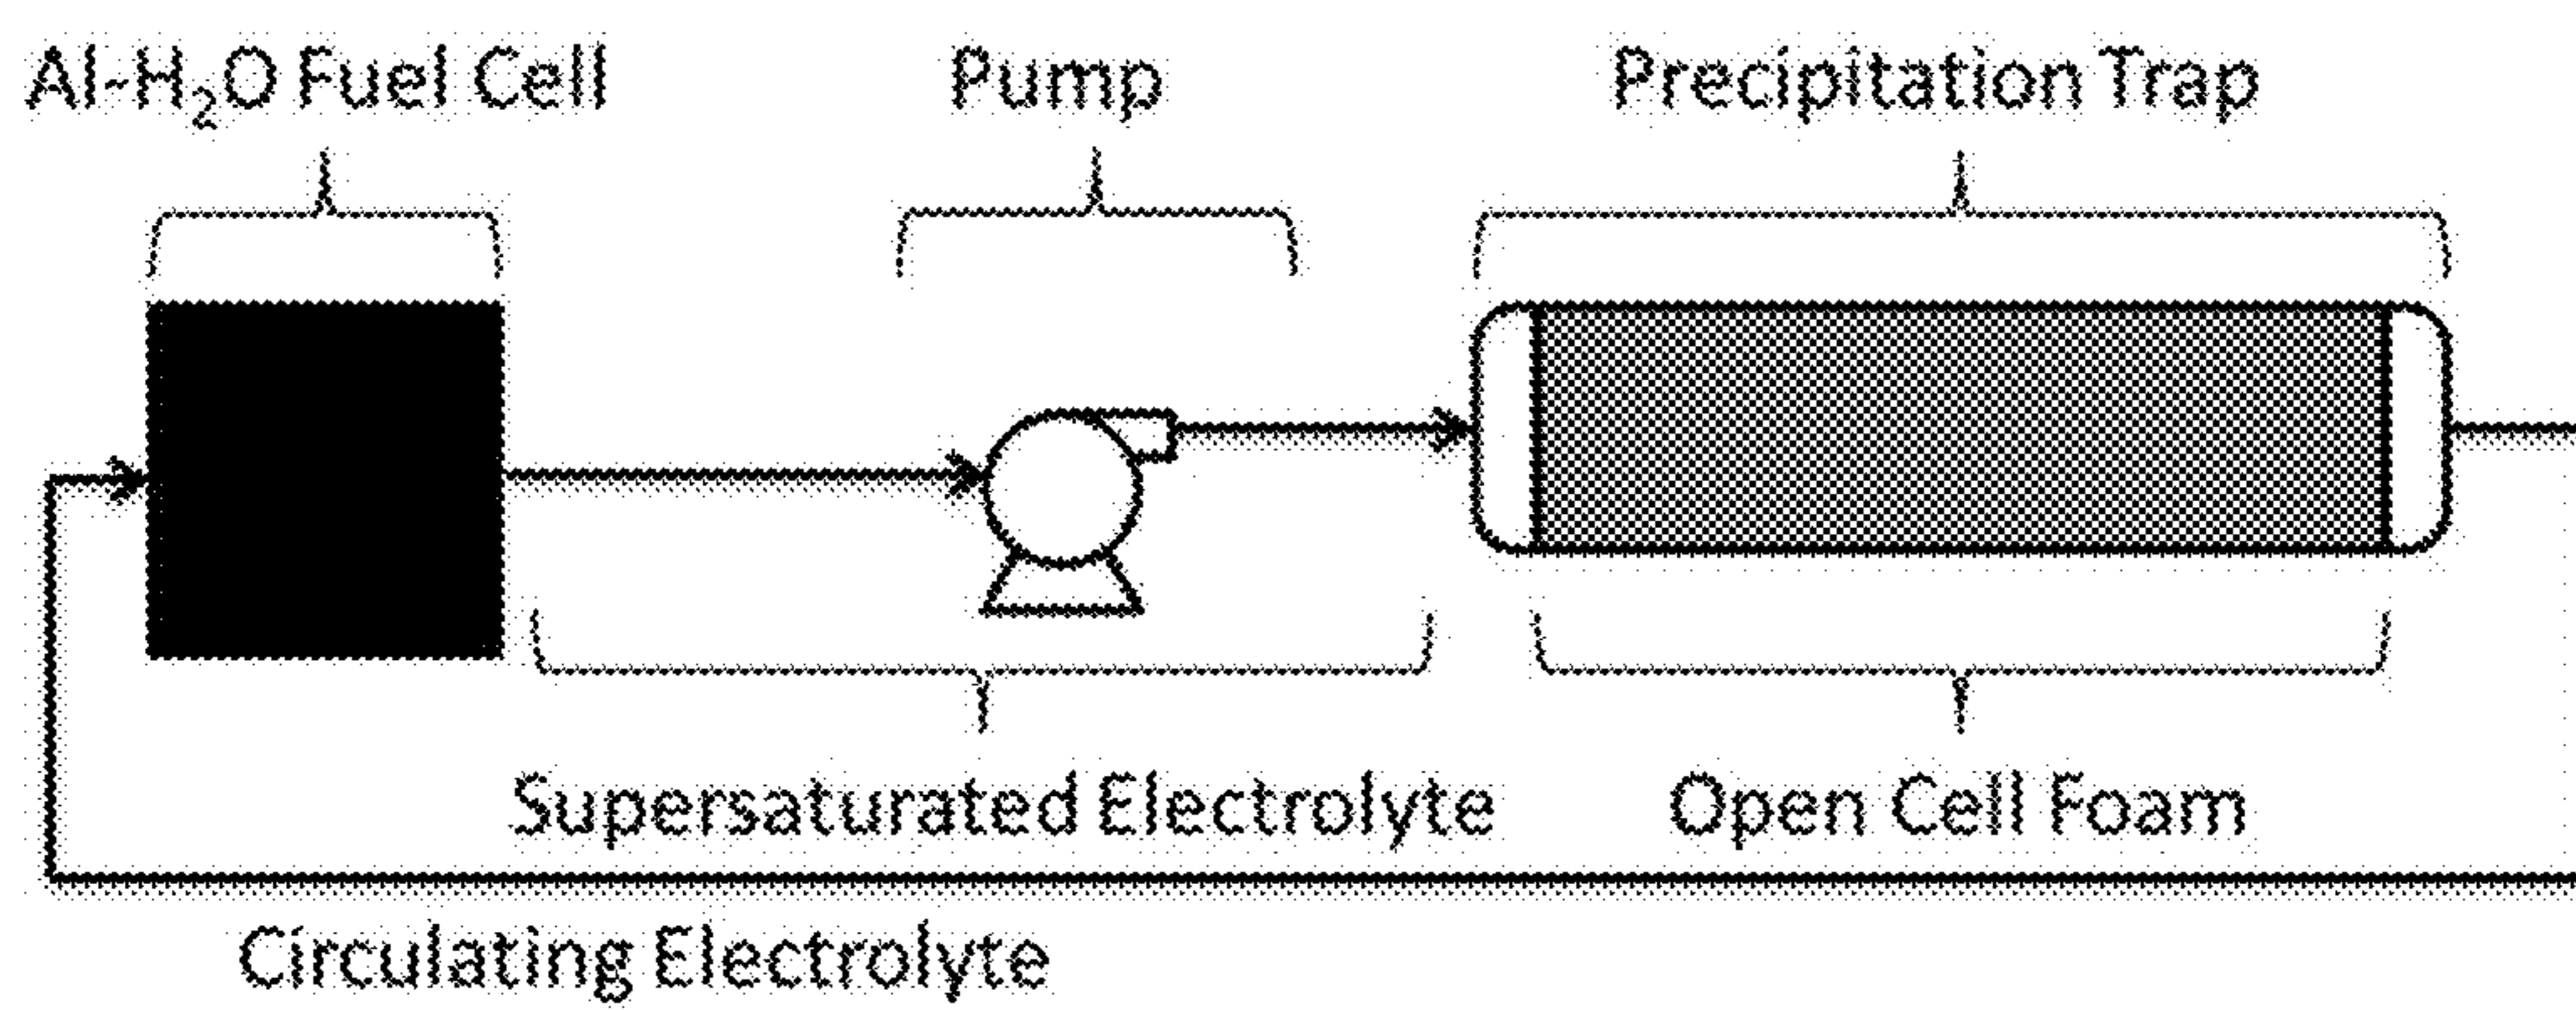 Al-H₂O Fuel Cell
Pump
Precipitation Trap
Supersaturated Electrolyte
Open Cell Foam
Circulating Electrolyte